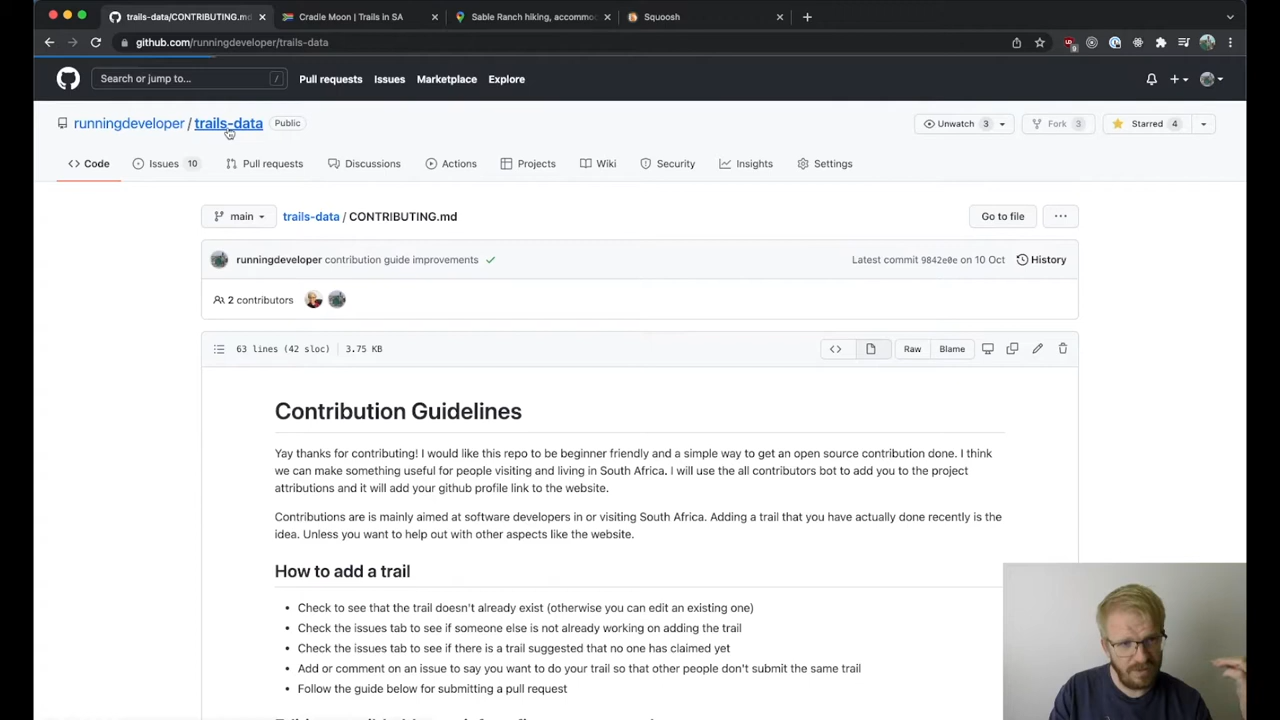 trails-data/CONTRIBUTING.md
Cradle Moon | Trails in SA
Sable Ranch hiking, accommo
Squoosh
github.com/runningdeveloper/trails-data
Search or jump to...
/
Pull requests
Issues
Marketplace
Explore
runningdeveloper / trails-data
Public
Unwatch 3
Fork 3
Starred 4
Code
Issues 10
Pull requests
Discussions
Actions
Projects
Wiki
Security
Insights
Settings
main
trails-data / CONTRIBUTING.md
Go to file
runningdeveloper contribution guide improvements
Latest commit 9842e0e on 10 Oct
History
2 contributors
63 lines (42 sloc) | 3.75 KB
Raw
Blame
Contribution Guidelines
Yay thanks for contributing! I would like this repo to be beginner friendly and a simple way to get an open source contribution done. I think
we can make something useful for people visiting and living in South Africa. I will use the all contributors bot to add you to the project
attributions and it will add your github profile link to the website.
Contributions are is mainly aimed at software developers in or visiting South Africa. Adding a trail that you have actually done recently is the
idea. Unless you want to help out with other aspects like the website.
How to add a trail
• Check to see that the trail doesn't already exist (otherwise you can edit an existing one)
• Check the issues tab to see if someone else is not already working on adding the trail
• Check the issues tab to see if there is a trail suggested that no one has claimed yet
• Add or comment on an issue to say you want to do your trail so that other people don't submit the same trail
• Follow the guide below for submitting a pull request